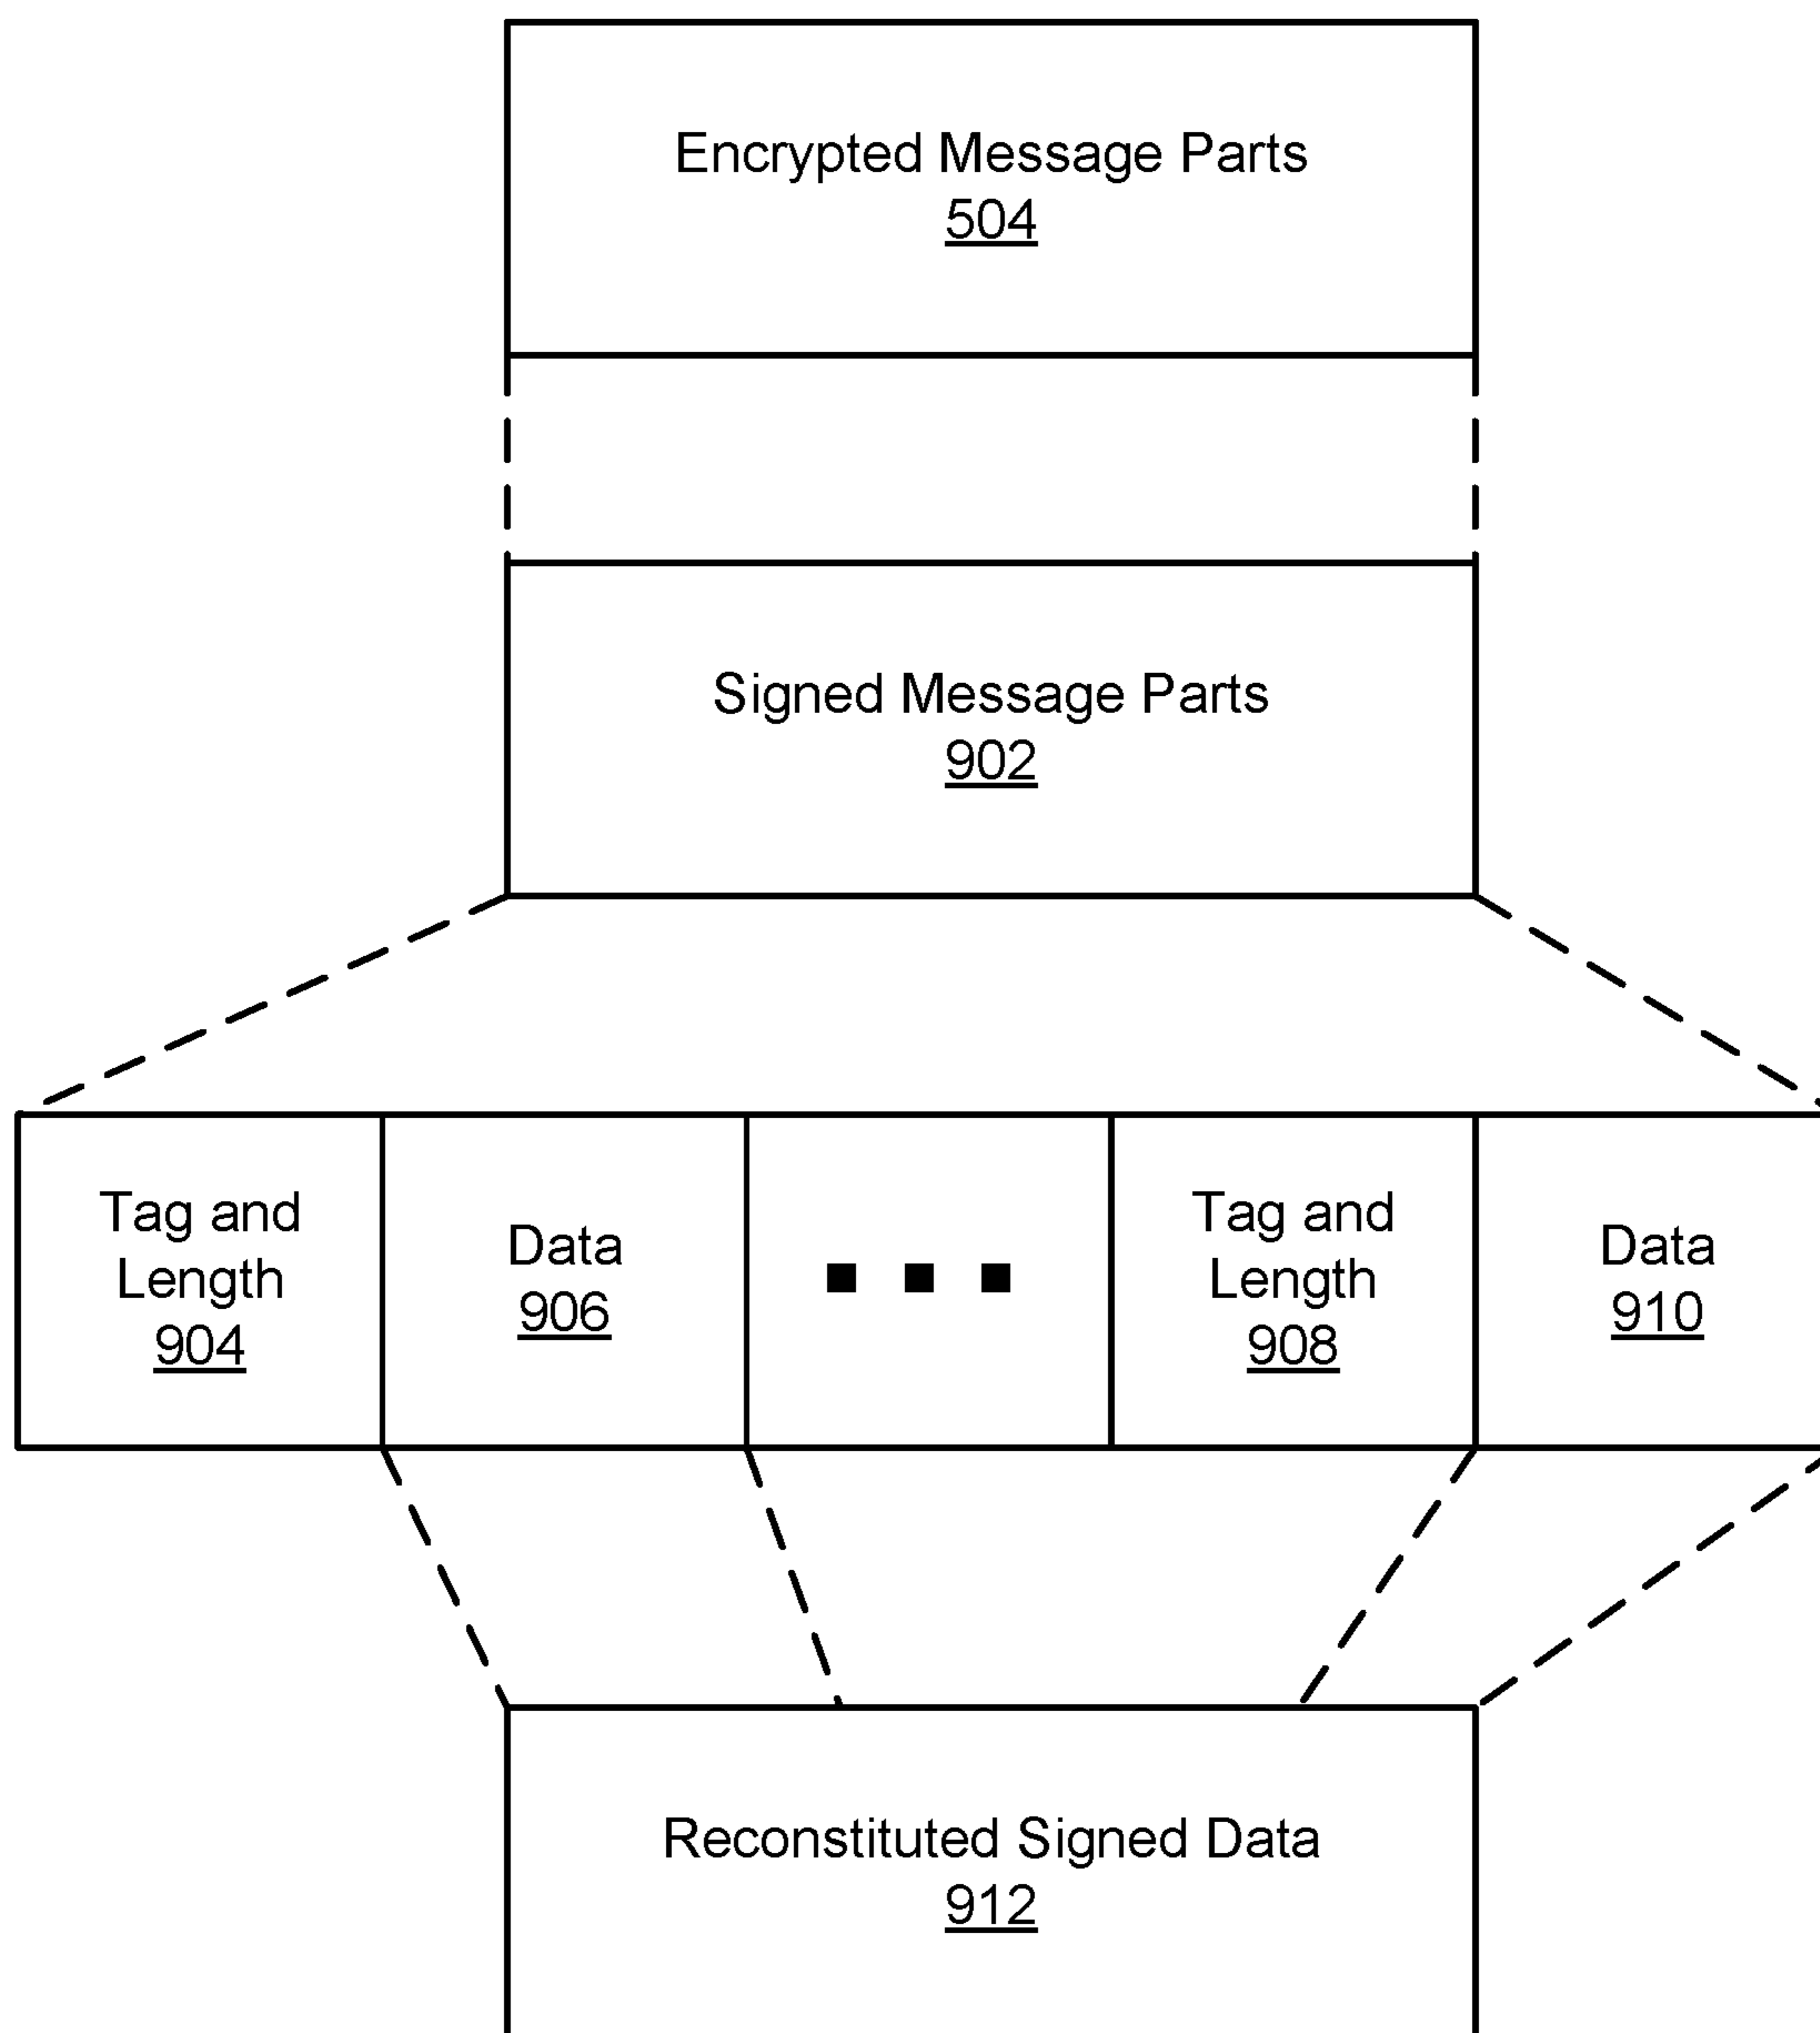 Encrypted Message Parts
504
Signed Message Parts
902
Tag and
Length
904
Data
906
Tag and
Length
908
Data
910
Reconstituted Signed Data
912